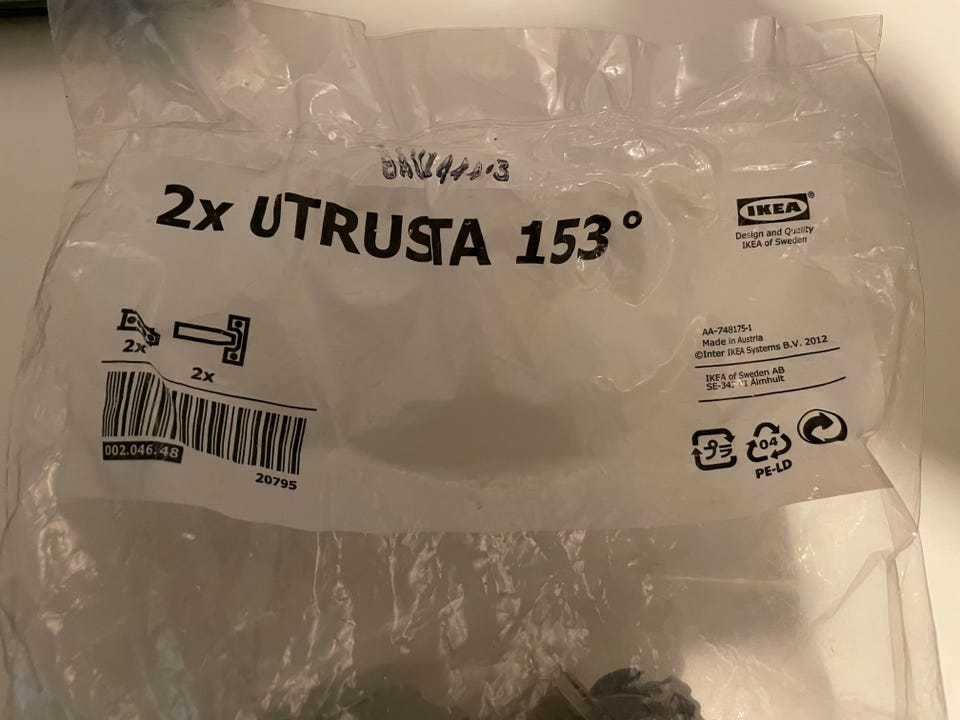 2x UTRUSTA 153°
IKEA®
Design and Quality
IKEA of Sweden
2x
2x
002.046.48
20795
AA-748175-1
Made in Austria
©Inter IKEA Systems B.V. 2012
IKEA of Sweden AB
Älmhult
04
PE-LD